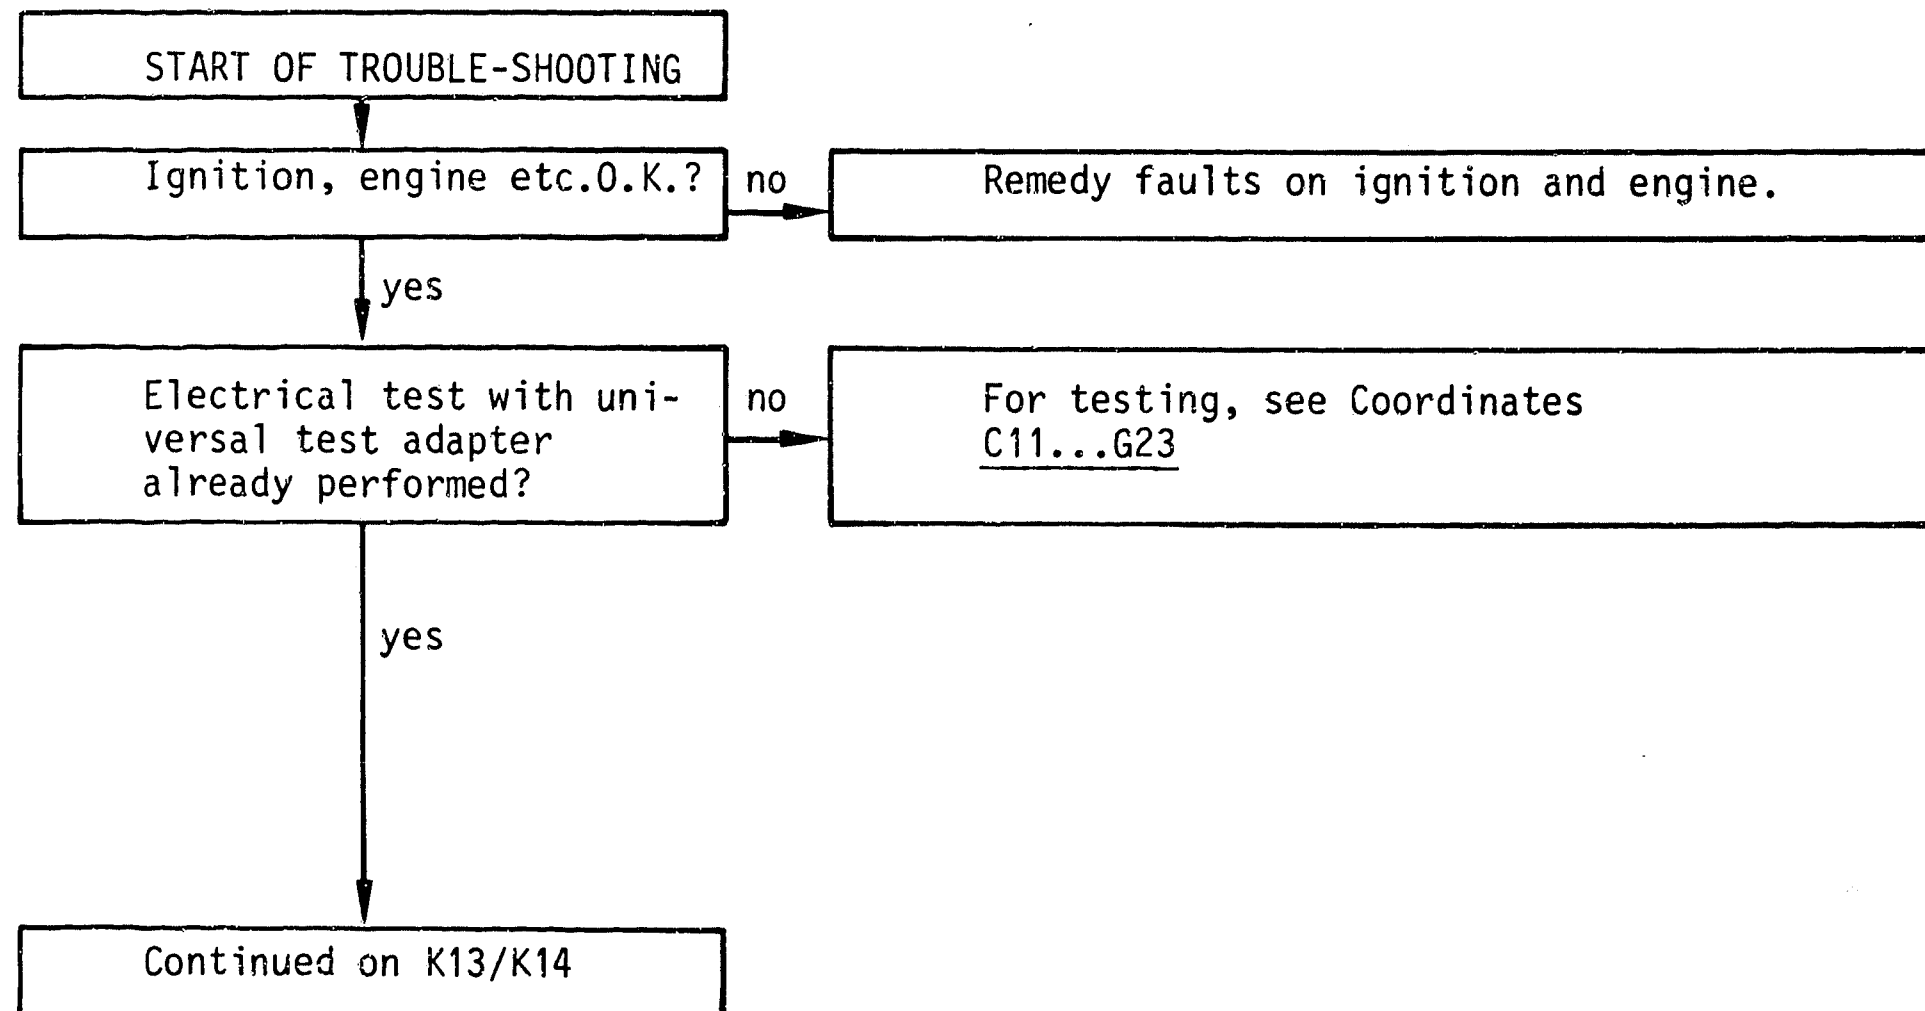 START OF TROUBLE-SHOOTING
Ignition, engine etc.O.K.?
no
Remedy faults on ignition and engine.
yes
Electrical test with uni-
versal test adapter
already performed?
no
For testing, see Coordinates
C11...G23
yes
Continued on K13/K14